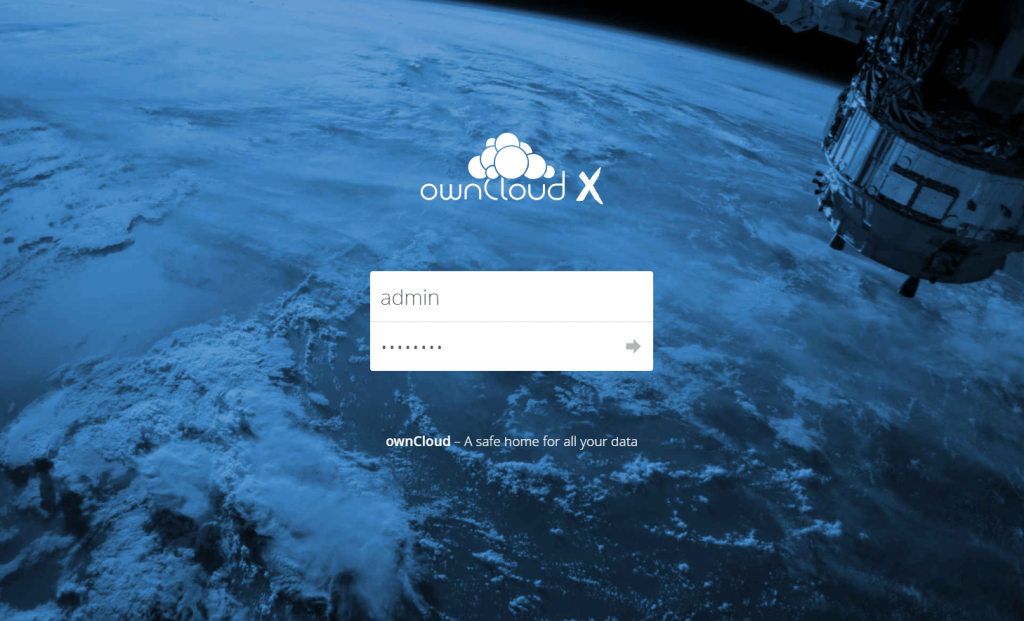 ownCloud X
admin
••••••••
ownCloud – A safe home for all your data